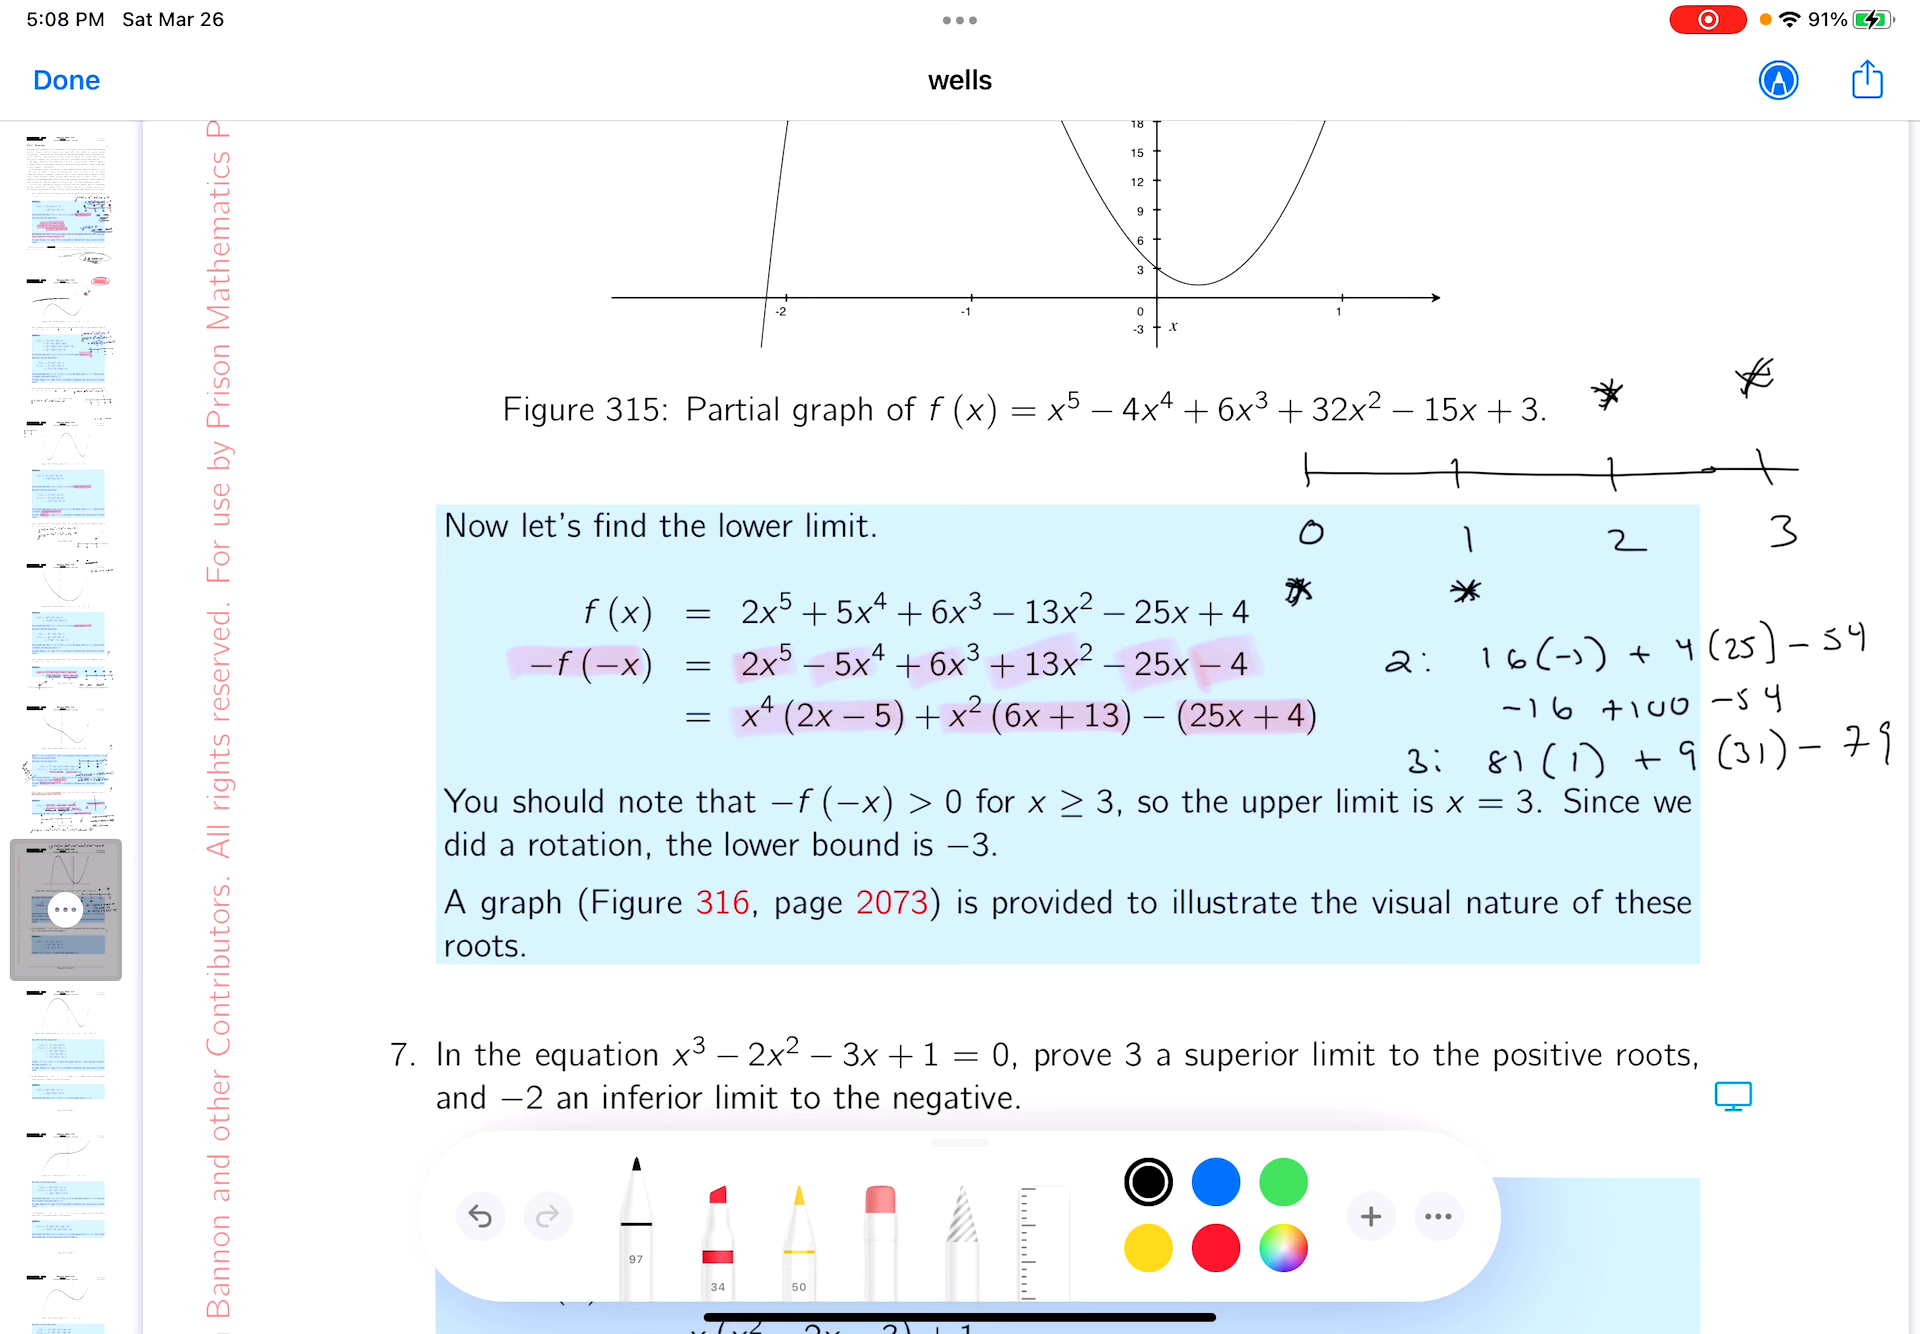 5:08 PM Sat Mar 26
91%
Done
wells
Bannon and other Contributors. All rights reserved. For use by Prison Mathematics P
18
15
12
9
6
3
-2 -1 0 1
-3 x
Figure 315: Partial graph of f (x) = x⁵ − 4x⁴ + 6x³ + 32x² − 15x + 3.
Now let's find the lower limit.
0 1 2 3
f (x) = 2x⁵ + 5x⁴ + 6x³ − 13x² − 25x + 4
−f (−x) = 2x⁵ − 5x⁴ + 6x³ + 13x² − 25x − 4
= x⁴ (2x − 5) + x² (6x + 13) − (25x + 4)
2: 16(-1) + 4(25) - 54
-16 +100 -54
3: 81(1) + 9(31) - 79
You should note that −f (−x) > 0 for x ≥ 3, so the upper limit is x = 3. Since we
did a rotation, the lower bound is −3.
A graph (Figure 316, page 2073) is provided to illustrate the visual nature of these
roots.
7. In the equation x³ − 2x² − 3x + 1 = 0, prove 3 a superior limit to the positive roots,
and −2 an inferior limit to the negative.
97
34
50